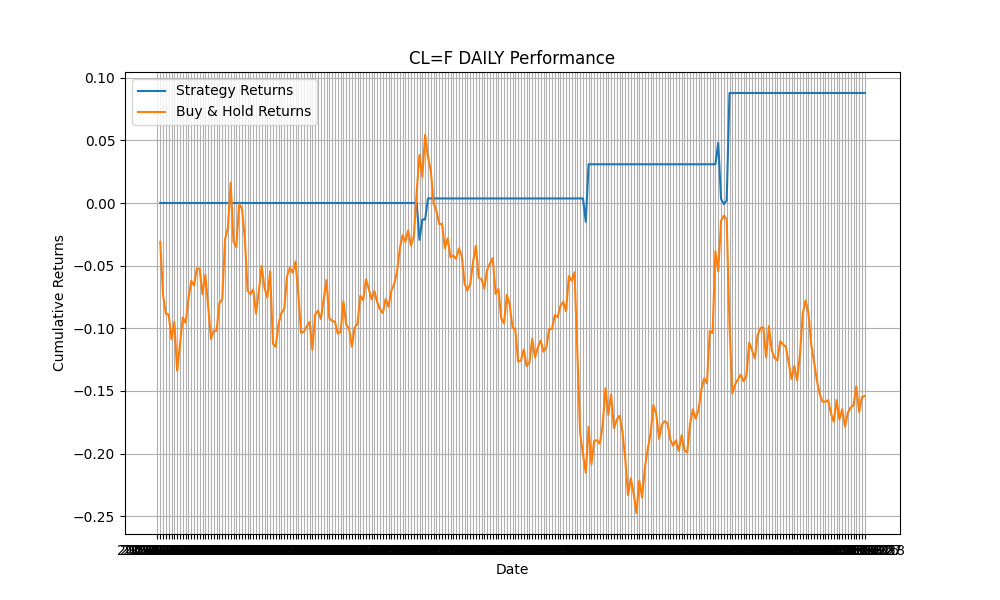 CL=F DAILY Performance
Strategy Returns
Buy & Hold Returns
0.10
0.05
0.00
−0.05
−0.10
−0.15
−0.20
−0.25
Cumulative Returns
Date